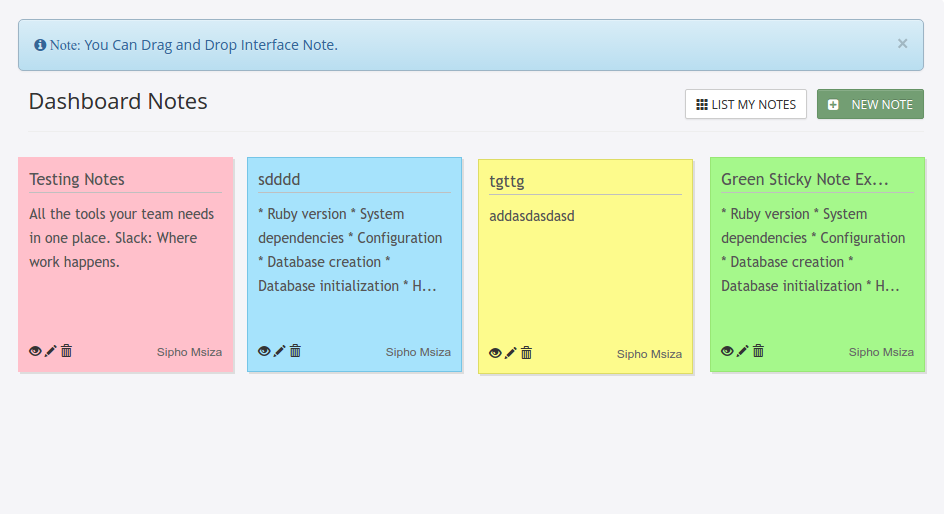 Note: You Can Drag and Drop Interface Note.
×
Dashboard Notes
LIST MY NOTES
NEW NOTE
Testing Notes
All the tools your team needs
in one place. Slack: Where
work happens.
Sipho Msiza
sdddd
* Ruby version * System
dependencies * Configuration
* Database creation *
Database initialization * H...
Sipho Msiza
tgttg
addasdasdasd
Sipho Msiza
Green Sticky Note Ex...
* Ruby version * System
dependencies * Configuration
* Database creation *
Database initialization * H...
Sipho Msiza